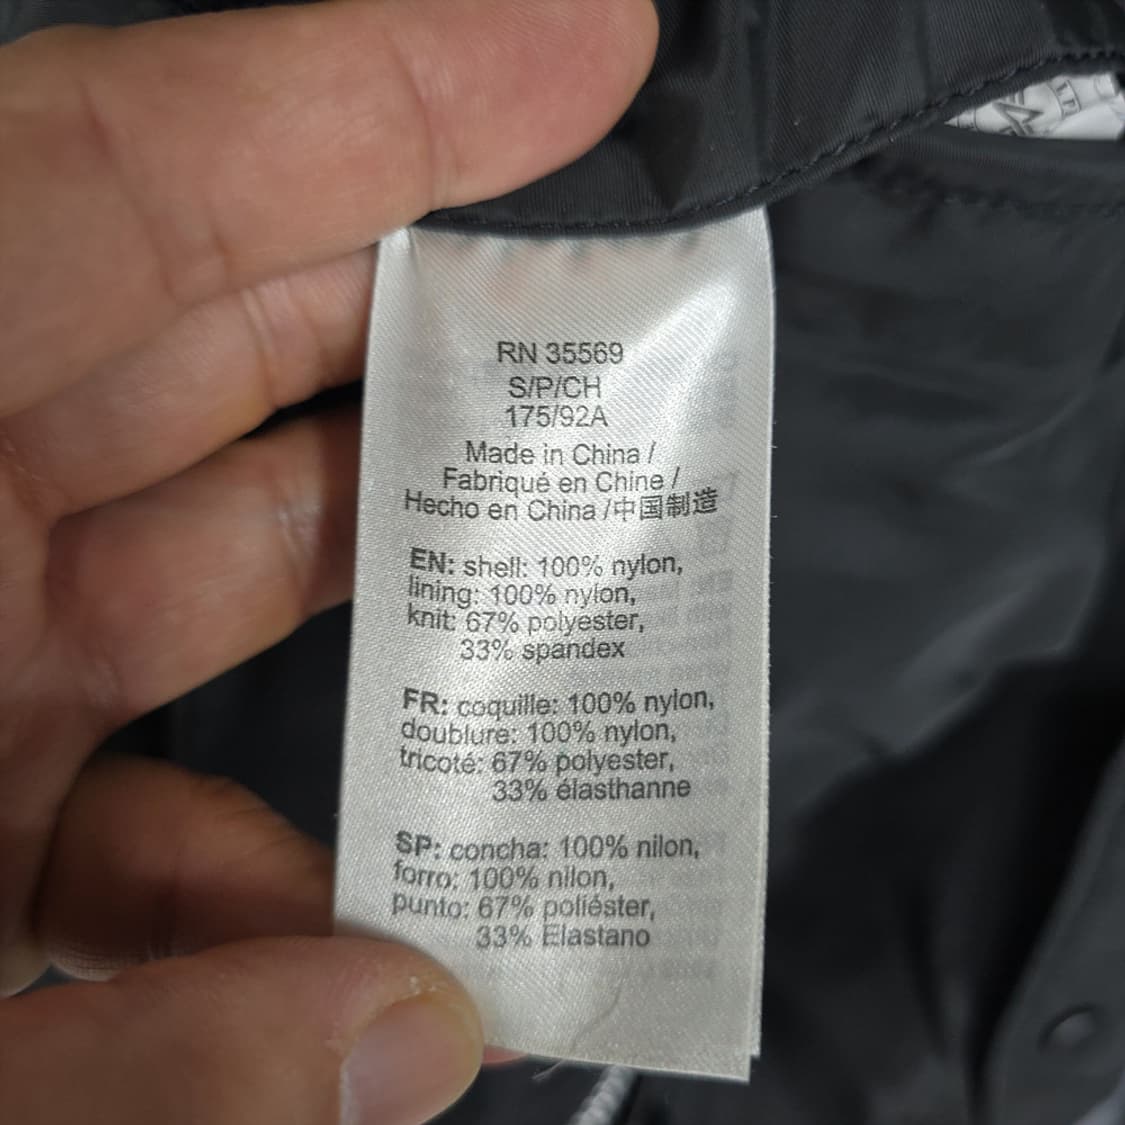 RN 35569
S/P/CH
175/92A
Made in China /
Fabriqué en Chine /
Hecho en China /中国制造
EN: shell: 100% nylon,
lining: 100% nylon,
knit: 67% polyester,
33% spandex
FR: coquille: 100% nylon,
doublure: 100% nylon,
tricoté: 67% polyester,
33% élasthanne
SP: concha: 100% nilon,
forro: 100% nilon,
punto: 67% poliéster,
33% Elastano